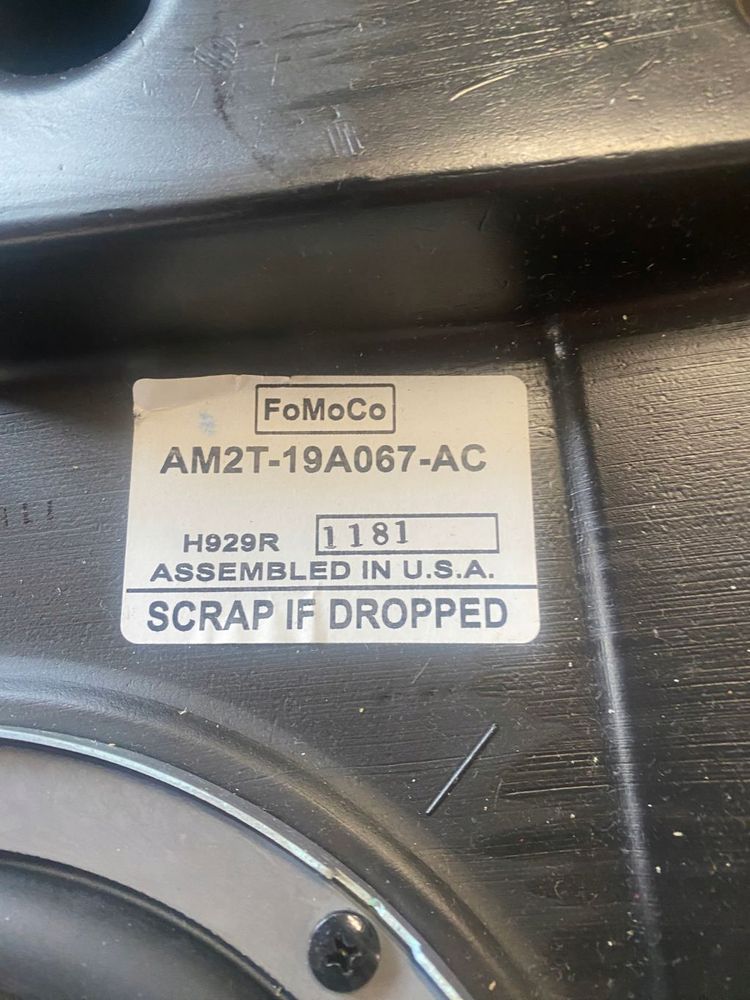 FoMoCo
AM2T-19A067-AC
H929R 1181
ASSEMBLED IN U.S.A.
SCRAP IF DROPPED